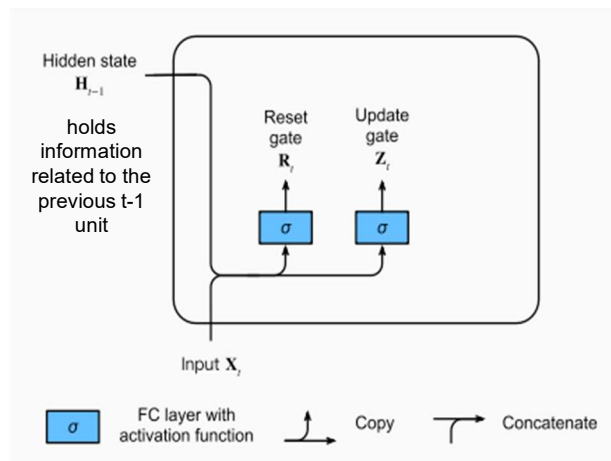 Hidden state
H_{t−1}
holds
information
related to the
previous t-1
unit
Reset
gate
R_t
Update
gate
Z_t
σ
σ
Input X_t
σ
FC layer with
activation function
Copy
Concatenate